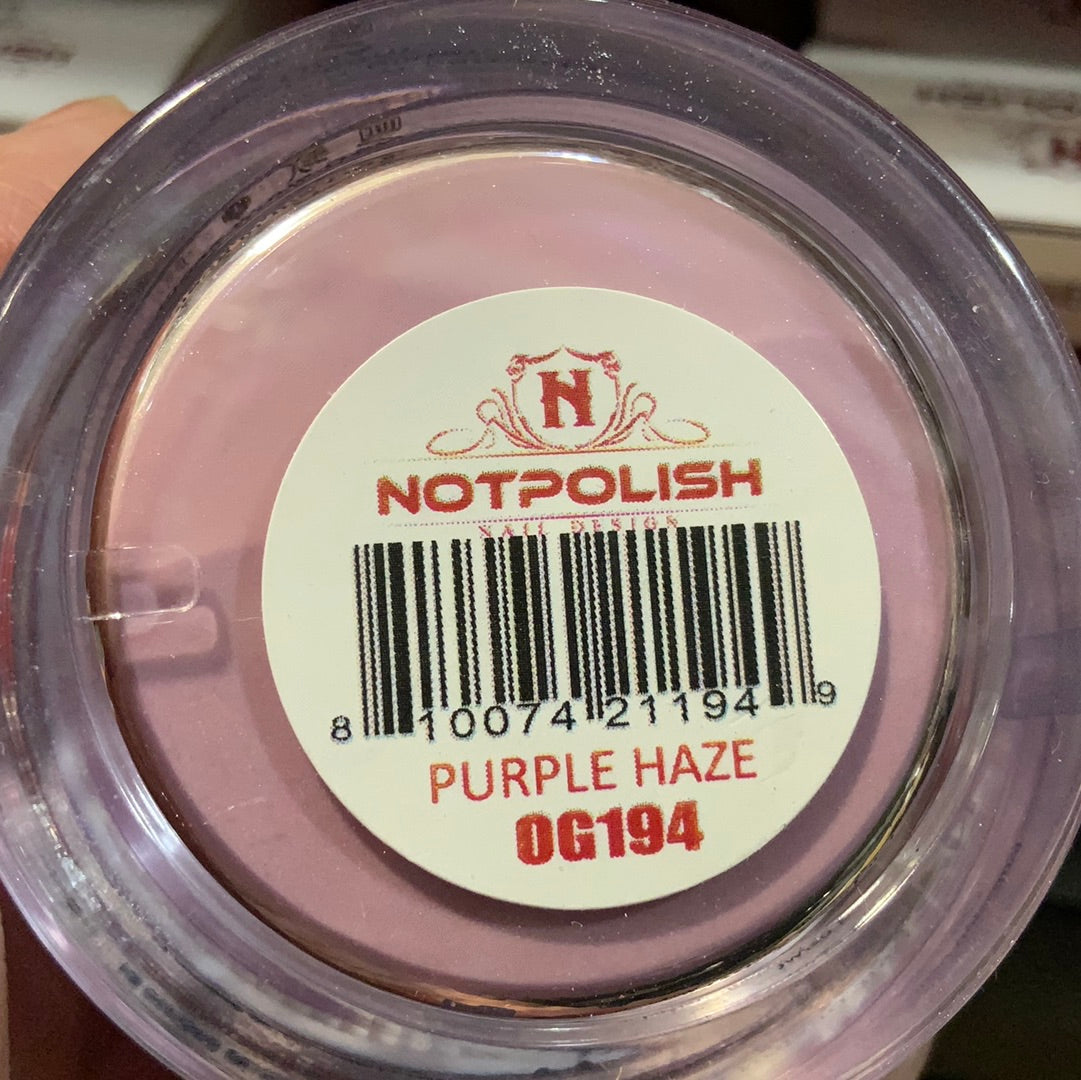 N
NOTPOLISH
NAIL DESIGN
8 10074 21194 9
PURPLE HAZE
OG194